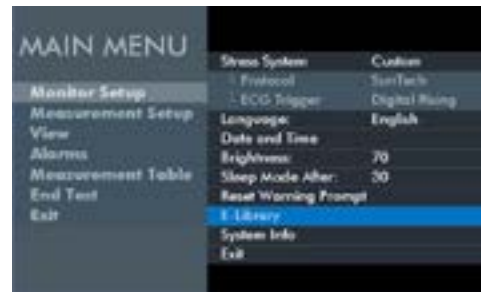 MAIN MENU
Monitor Setup
Measurement Setup
View
Alarms
Measurement Table
End Test
Exit
Stress System Custom
Protocol SunTech
ECG Trigger Digital Rising
Language: English
Date and Time
Brightness: 70
Sleep Mode After: 30
Reset Warning Prompt
E-Library
System Info
Exit